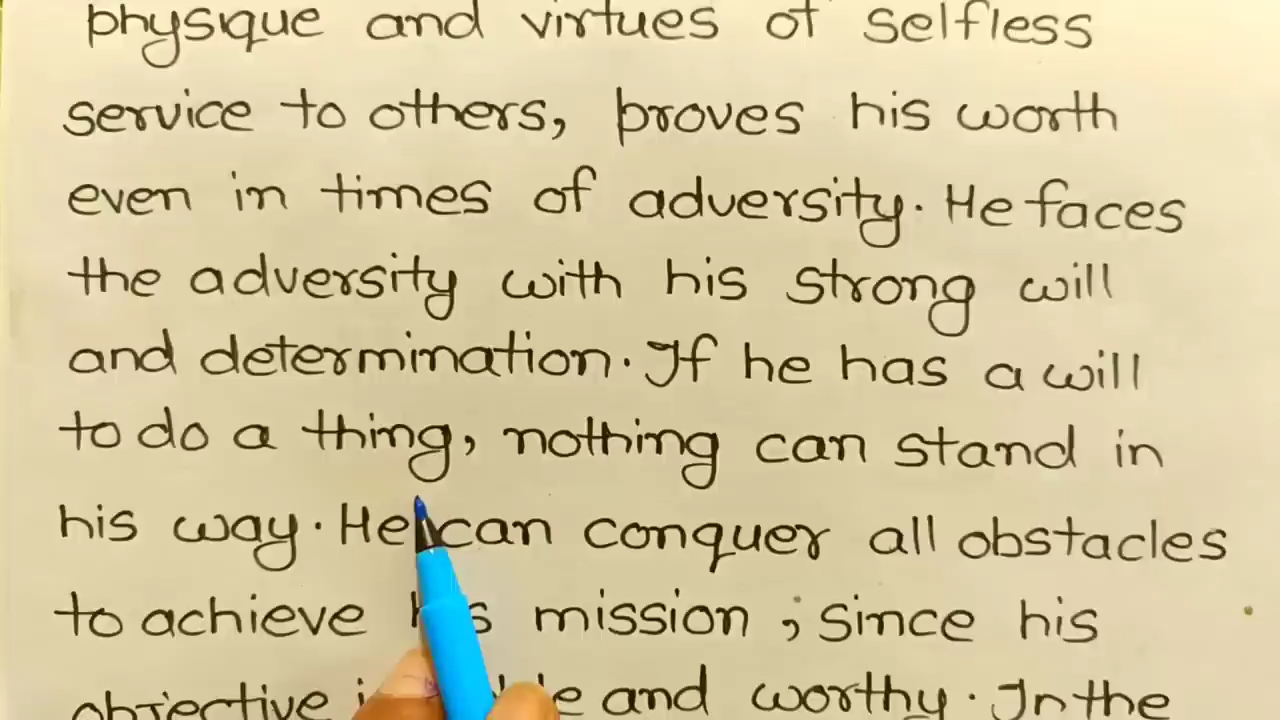 physique and virtues of selfless
service to others, proves his worth
even in times of adversity. He faces
the adversity with his strong will
and determination. If he has a will
to do a thing, nothing can stand in
his way. He can conquer all obstacles
to achieve his mission ; since his
objective and worthy. In the